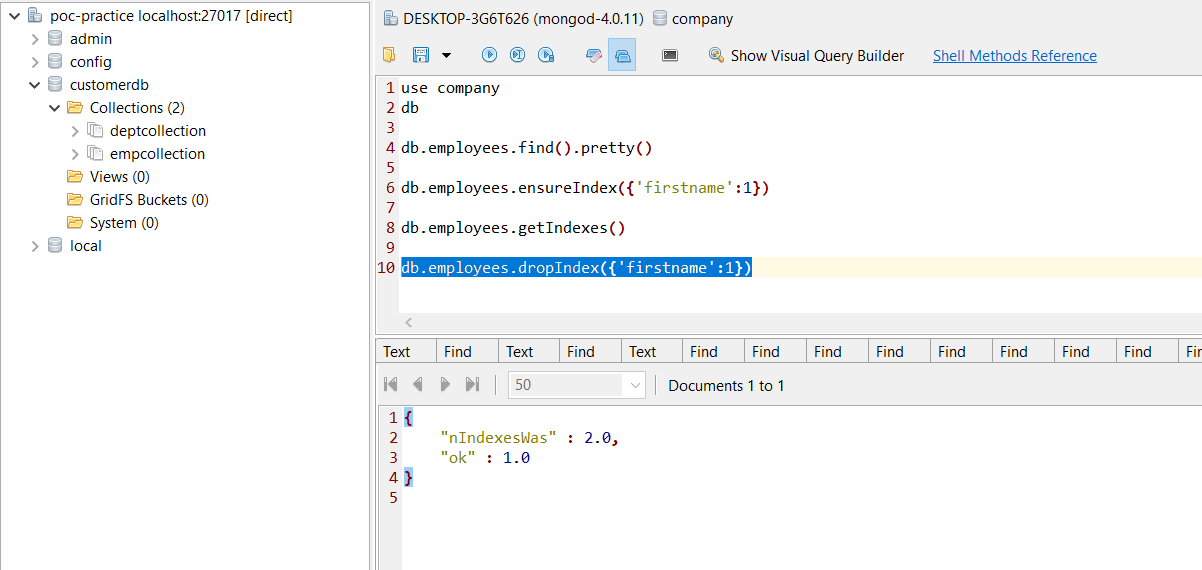 poc-practice localhost:27017 [direct]
admin
config
customerdb
Collections (2)
deptcollection
empcollection
Views (0)
GridFS Buckets (0)
System (0)
local
DESKTOP-3G6T626 (mongod-4.0.11) company
Show Visual Query Builder Shell Methods Reference
1 use company
2 db
3
4 db.employees.find().pretty()
5
6 db.employees.ensureIndex({'firstname':1})
7
8 db.employees.getIndexes()
9
10 db.employees.dropIndex({'firstname':1})
Text Find Text Find Text Find Find Find Find Find Find Find Find
50 Documents 1 to 1
1 {
2 "nIndexesWas" : 2.0,
3 "ok" : 1.0
4 }
5